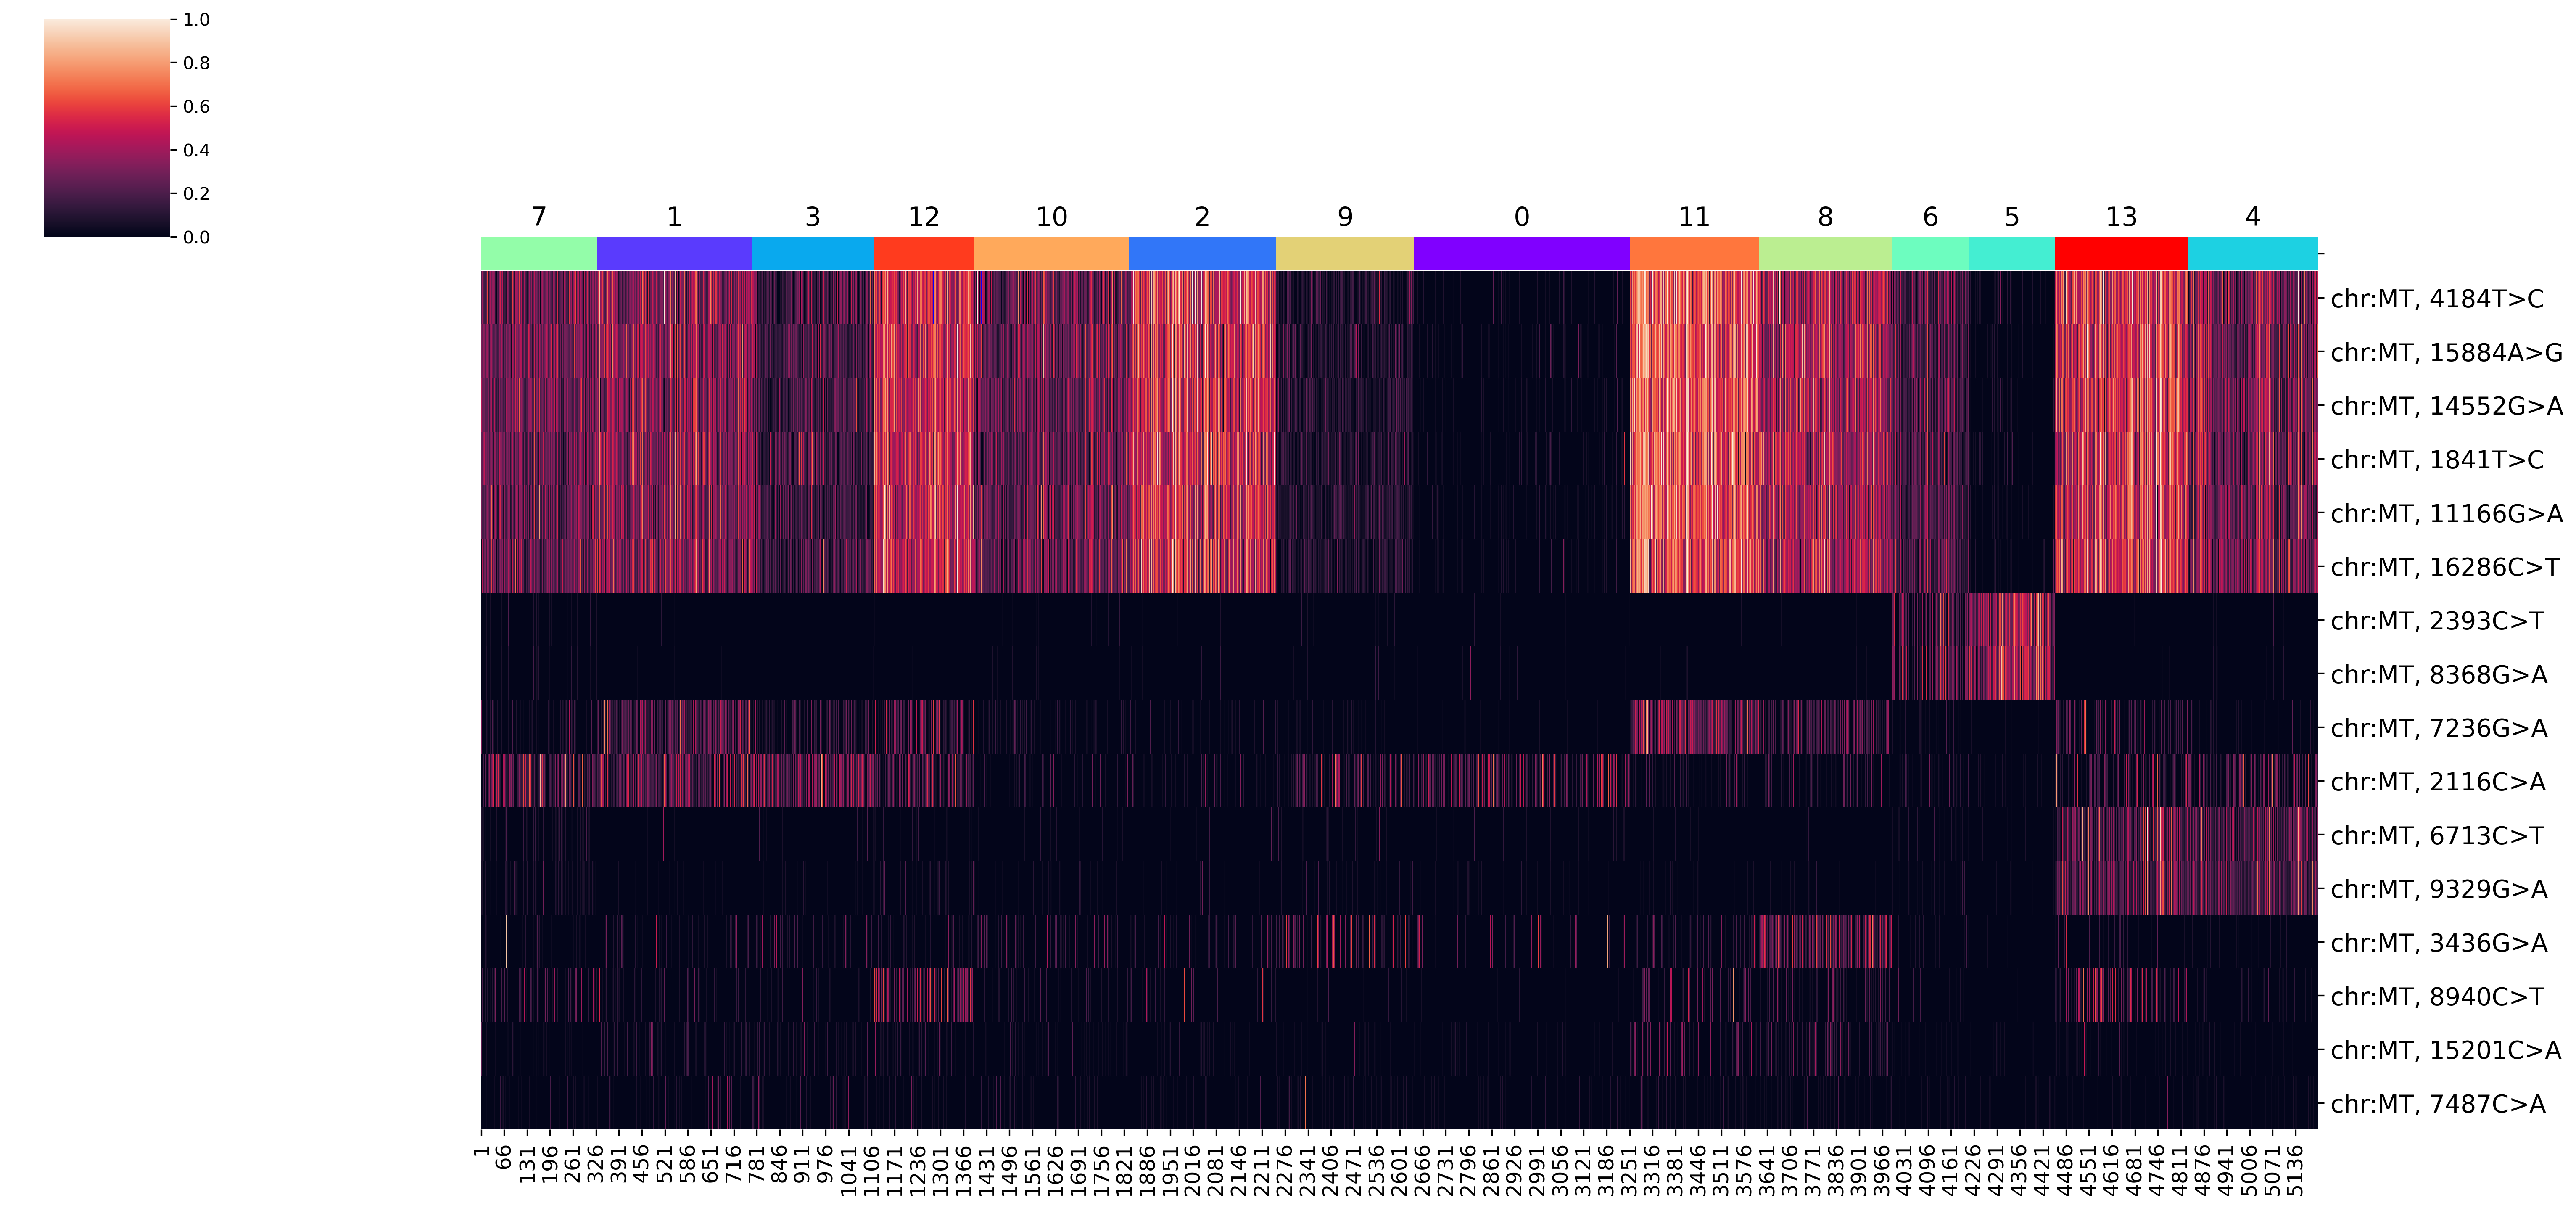 1.0
0.8
0.6
0.4
0.2
0.0
7 1 3 12 10 2 9 0 11 8 6 5 13 4
chr:MT, 4184T>C
chr:MT, 15884A>G
chr:MT, 14552G>A
chr:MT, 1841T>C
chr:MT, 11166G>A
chr:MT, 16286C>T
chr:MT, 2393C>T
chr:MT, 8368G>A
chr:MT, 7236G>A
chr:MT, 2116C>A
chr:MT, 6713C>T
chr:MT, 9329G>A
chr:MT, 3436G>A
chr:MT, 8940C>T
chr:MT, 15201C>A
chr:MT, 7487C>A
1 66 131 196 261 326 391 456 521 586 651 716 781 846 911 976 1041 1106 1171 1236 1301 1366 1431 1496 1561 1626 1691 1756 1821 1886 1951 2016 2081 2146 2211 2276 2341 2406 2471 2536 2601 2666 2731 2796 2861 2926 2991 3056 3121 3186 3251 3316 3381 3446 3511 3576 3641 3706 3771 3836 3901 3966 4031 4096 4161 4226 4291 4356 4421 4486 4551 4616 4681 4746 4811 4876 4941 5006 5071 5136